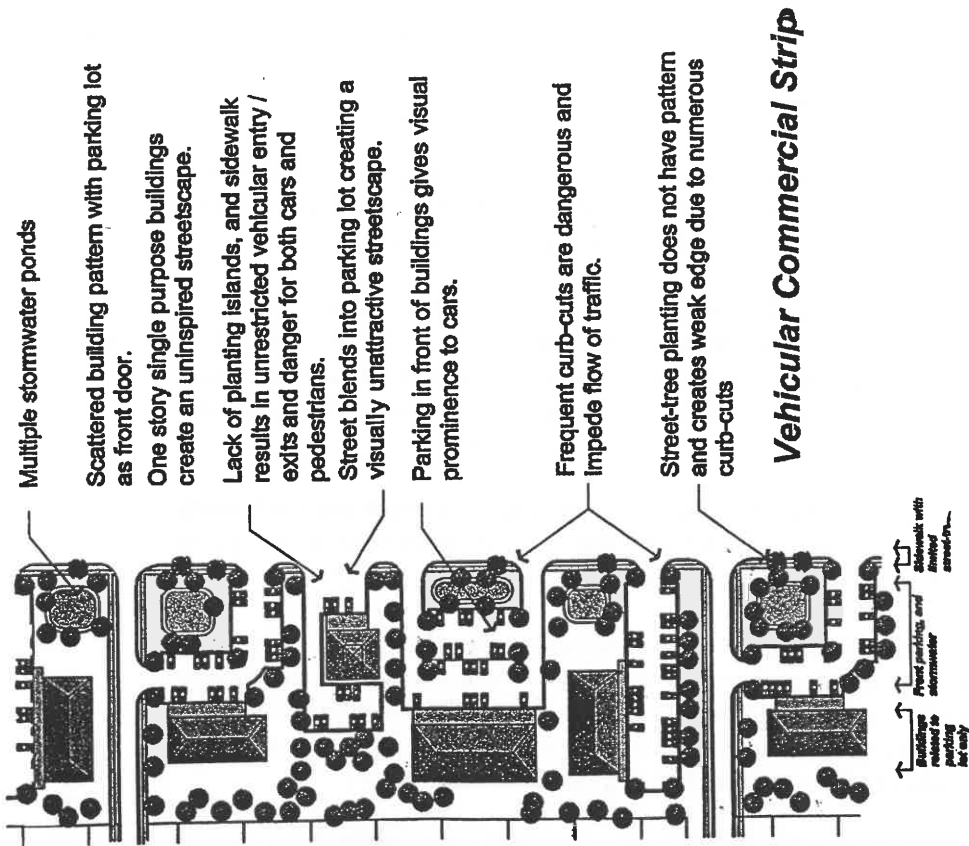 Multiple stormwater ponds
Scattered building pattern with parking lot
as front door.
One story single purpose buildings
create an uninspired streetscape.
Lack of planting islands, and sidewalk
results in unrestricted vehicular entry /
exits and danger for both cars and
pedestrians.
Street blends into parking lot creating a
visually unattractive streetscape.
Parking in front of buildings gives visual
prominence to cars.
Frequent curb-cuts are dangerous and
impede flow of traffic.
Street-tree planting does not have pattern
and creates weak edge due to numerous
curb-cuts
Vehicular Commercial Strip
Sidewalk with
limited
Front parking, and
stormwater
Buildings
related to
parking
lot only